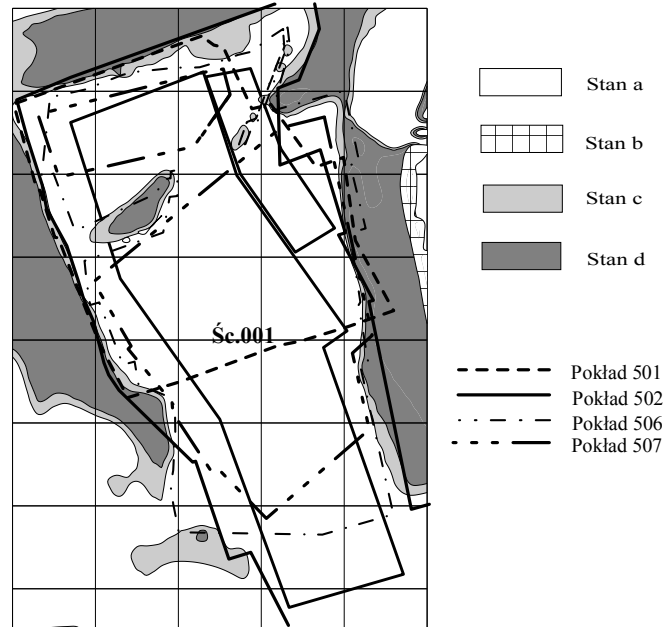 Stan a
Stan b
Stan c
Stan d
Śc.001
Pokład 501
Pokład 502
Pokład 506
Pokład 507